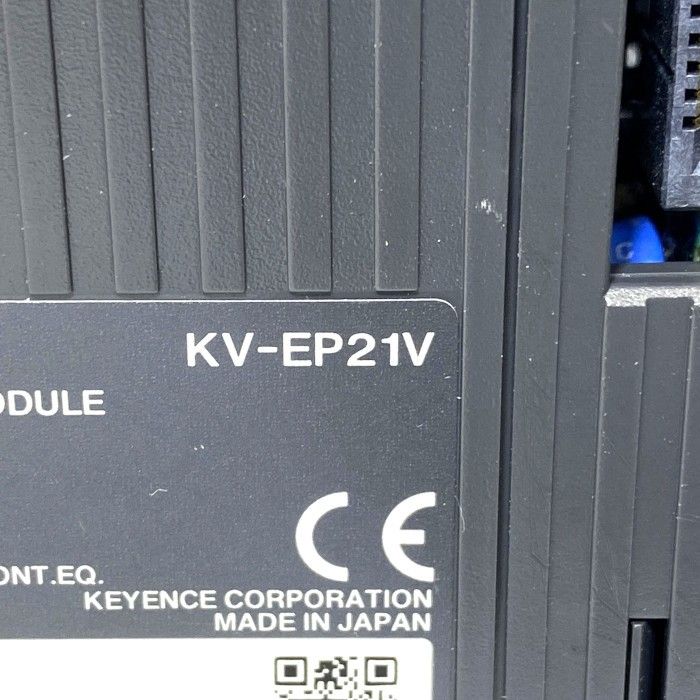 KV-EP21V
ODULE
CE
ONT.EQ.
KEYENCE CORPORATION
MADE IN JAPAN